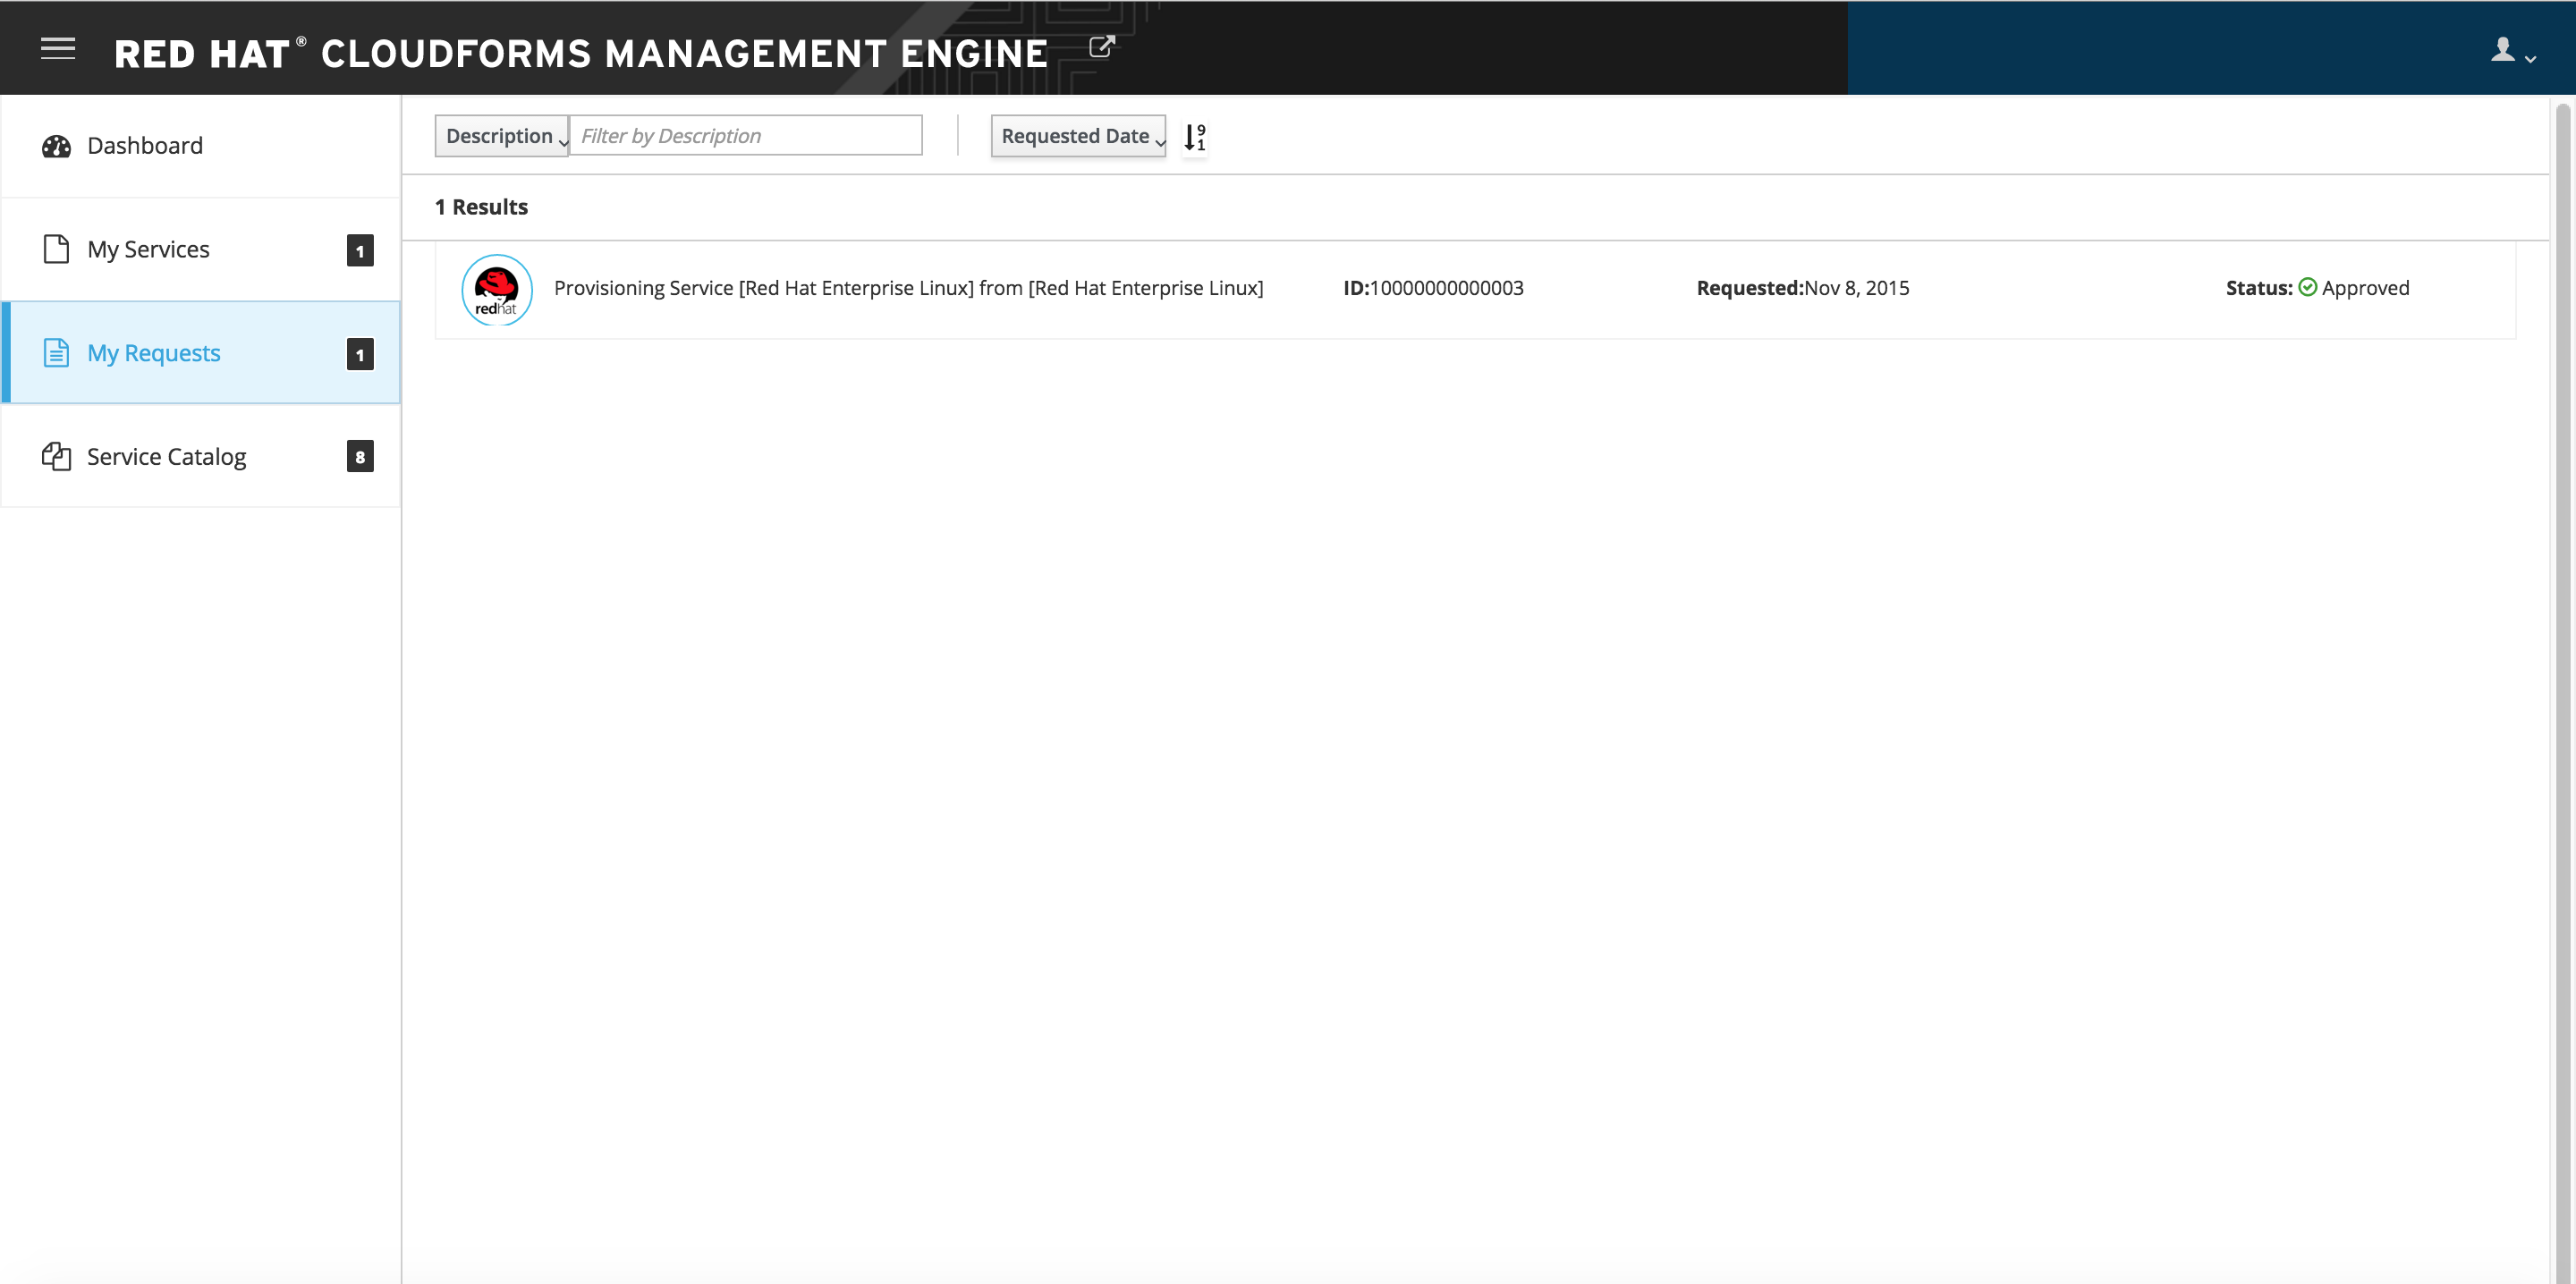 RED HAT® CLOUDFORMS MANAGEMENT ENGINE
Dashboard
My Services 1
My Requests 1
Service Catalog 8
Description Filter by Description Requested Date 9 1
1 Results
redhat Provisioning Service [Red Hat Enterprise Linux] from [Red Hat Enterprise Linux] ID:10000000000003 Requested:Nov 8, 2015 Status: Approved